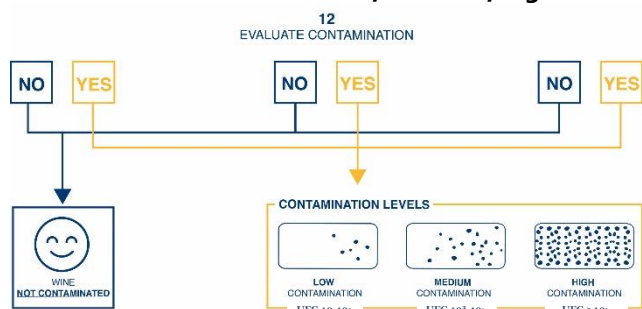 12
EVALUATE CONTAMINATION
NO YES NO YES NO YES
CONTAMINATION LEVELS
WINE
NOT CONTAMINATED
LOW
CONTAMINATION
MEDIUM
CONTAMINATION
HIGH
CONTAMINATION